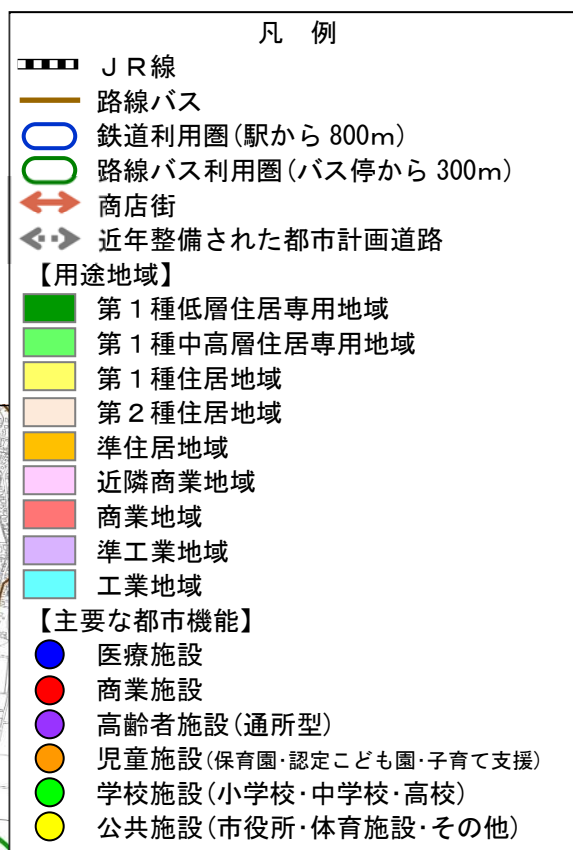 凡　例
ＪＲ線
路線バス
鉄道利用圏(駅から 800ｍ)
路線バス利用圏(バス停から 300ｍ)
商店街
近年整備された都市計画道路
【用途地域】
第１種低層住居専用地域
第１種中高層住居専用地域
第１種住居地域
第２種住居地域
準住居地域
近隣商業地域
商業地域
準工業地域
工業地域
【主要な都市機能】
医療施設
商業施設
高齢者施設(通所型)
児童施設(保育園･認定こども園･子育て支援)
学校施設(小学校･中学校･高校)
公共施設(市役所･体育施設･その他)